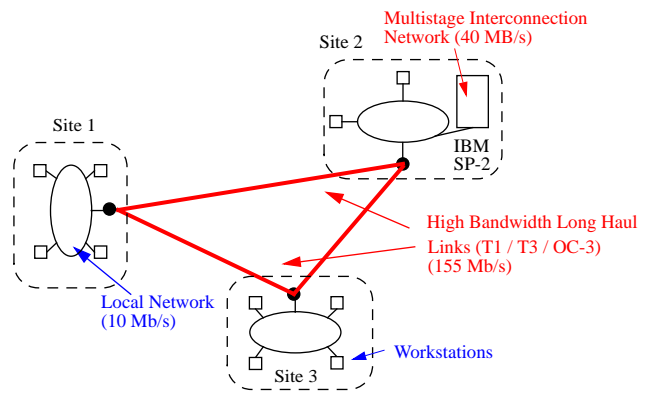 Multistage Interconnection
Network (40 MB/s)
Site 2
Site 1
IBM
SP-2
High Bandwidth Long Haul
Links (T1 / T3 / OC-3)
(155 Mb/s)
Local Network
(10 Mb/s)
Workstations
Site 3